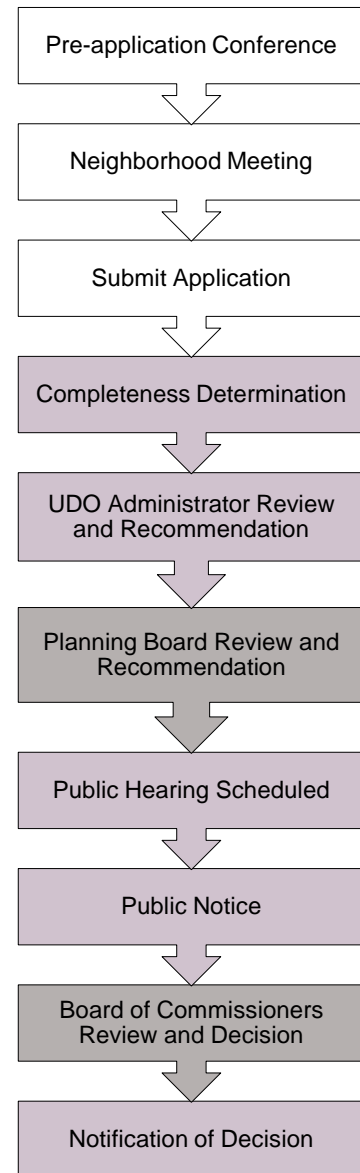 Pre-application Conference
Neighborhood Meeting
Submit Application
Completeness Determination
UDO Administrator Review
and Recommendation
Planning Board Review and
Recommendation
Public Hearing Scheduled
Public Notice
Board of Commissioners
Review and Decision
Notification of Decision